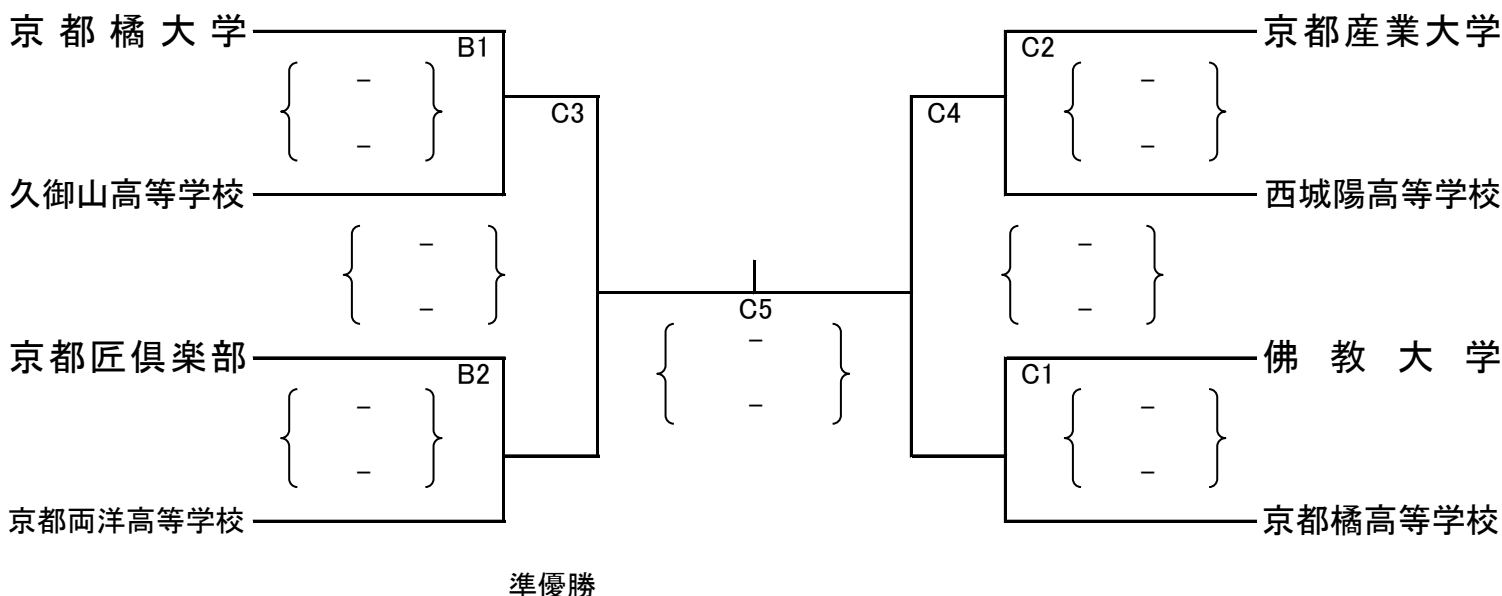 京都橘大学 京都産業大学
B1 C2
- -
C3 C4
- -
久御山高等学校 西城陽高等学校
- -
- -
C5
-
京都匠倶楽部 佛教大学
B2 C1
- - -
- -
京都両洋高等学校 京都橘高等学校
準優勝